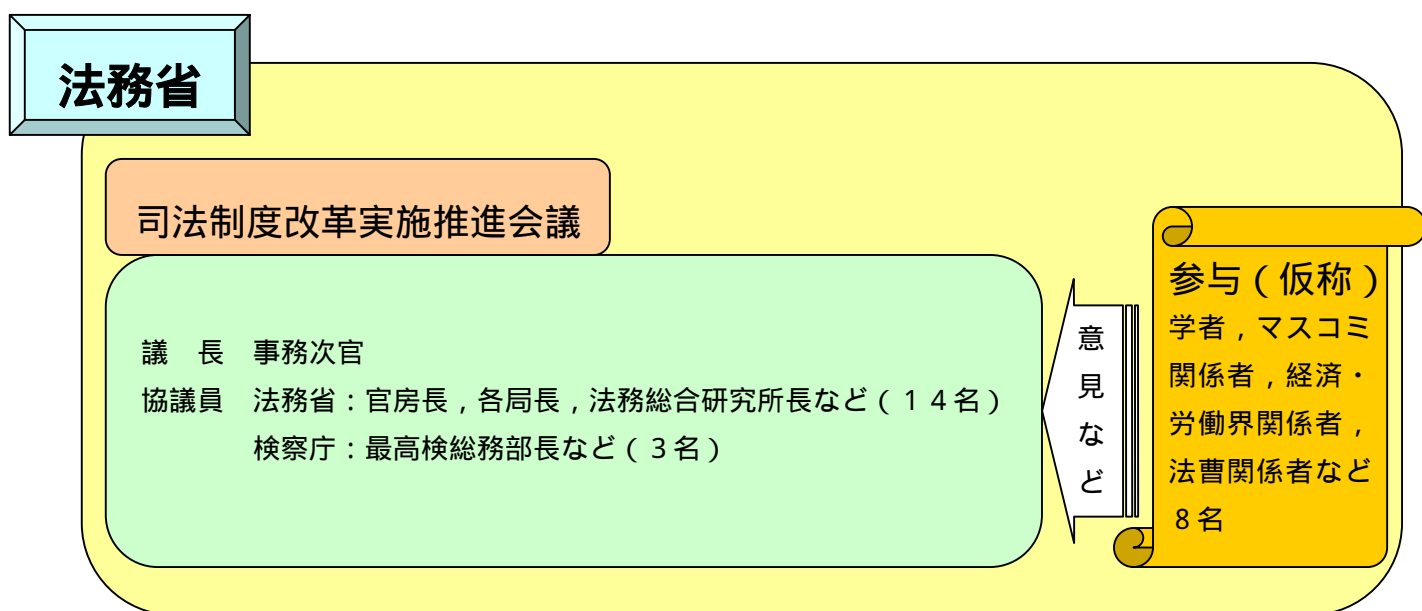 法務省
司法制度改革実施推進会議
議　長　事務次官
協議員　法務省：官房長，各局長，法務総合研究所長など（１４名）
検察庁：最高検総務部長など（３名）
意見など
参与（仮称）
学者，マスコミ
関係者，経済・
労働界関係者，
法曹関係者など
８名